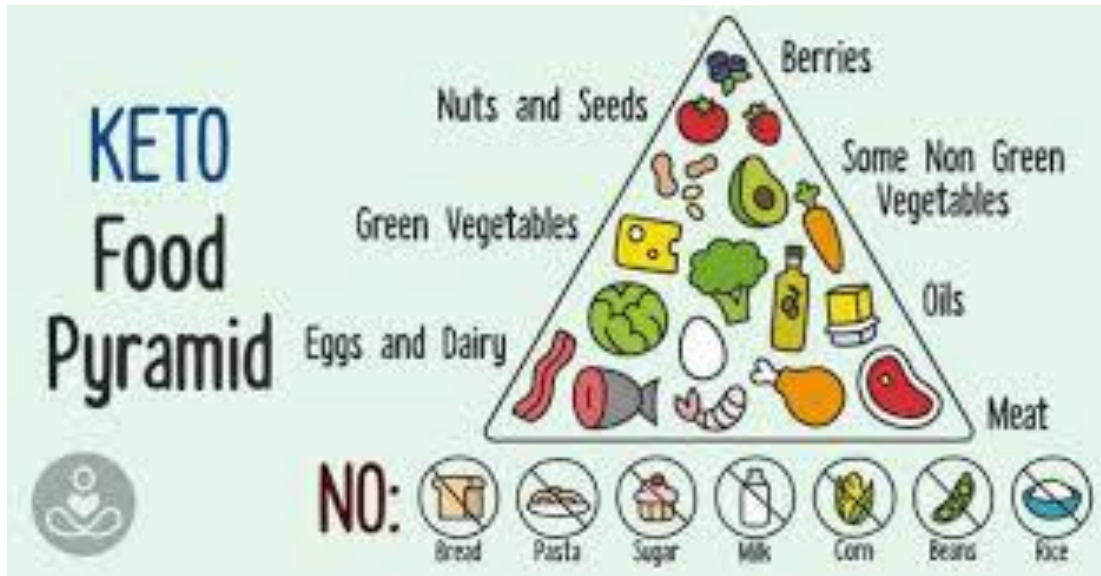 KETO
Food
Pyramid
Berries
Nuts and Seeds
Some Non Green
Vegetables
Green Vegetables
Oils
Eggs and Dairy
Meat
NO:
Bread Pasta Sugar Milk Corn Beans Rice